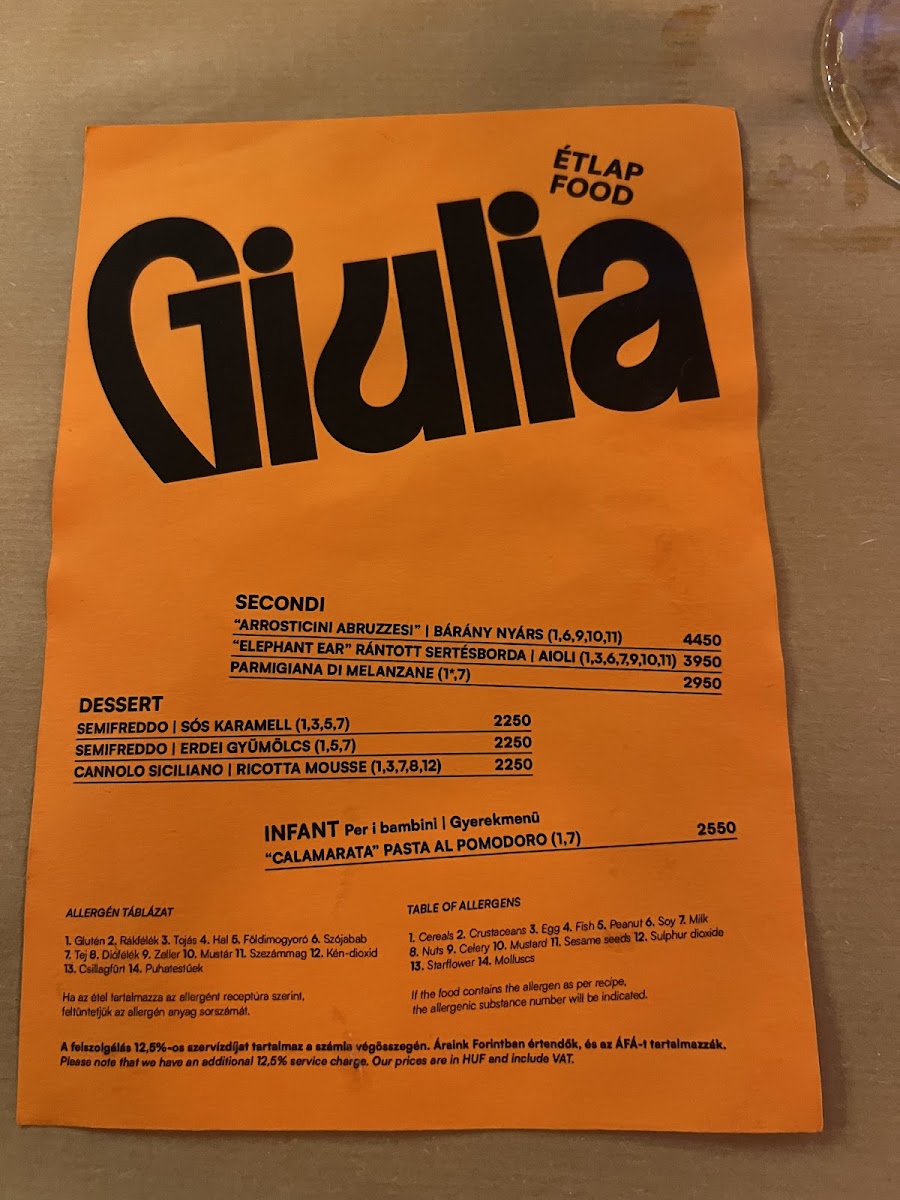 ÉTLAP
FOOD
Giulia
SECONDI
“ARROSTICINI ABRUZZESI” | BÁRÁNY NYÁRS (1,6,9,10,11) 4450
“ELEPHANT EAR” RÁNTOTT SERTÉSBORDA | AIOLI (1,3,6,7,9,10,11) 3950
PARMIGIANA DI MELANZANE (1*,7) 2950
DESSERT
SEMIFREDDO | SÓS KARAMELL (1,3,5,7) 2250
SEMIFREDDO | ERDEI GYÜMÖLCS (1,5,7) 2250
CANNOLO SICILIANO | RICOTTA MOUSSE (1,3,7,8,12) 2250
INFANT Per i bambini | Gyerekmenü
“CALAMARATA” PASTA AL POMODORO (1,7) 2550
ALLERGÉN TÁBLÁZAT
1. Glutén 2. Rákfélék 3. Tojás 4. Hal 5. Földimogyoró 6. Szójabab
7. Tej 8. Diófélék 9. Zeller 10. Mustár 11. Szezámmag 12. Kén-dioxid
13. Csillagfürt 14. Puhatestűek
Ha az étel tartalmazza az allergént receptúra szerint,
feltüntetjük az allergén anyag sorszámát.
TABLE OF ALLERGENS
1. Cereals 2. Crustaceans 3. Egg 4. Fish 5. Peanut 6. Soy 7. Milk
8. Nuts 9. Celery 10. Mustard 11. Sesame seeds 12. Sulphur dioxide
13. Starflower 14. Molluscs
If the food contains the allergen as per recipe,
the allergenic substance number will be indicated.
A felszolgálás 12,5%-os szervízdíjat tartalmaz a számla végösszegén. Áraink Forintban értendők, és az ÁFÁ-t tartalmazzák.
Please note that we have an additional 12,5% service charge. Our prices are in HUF and include VAT.